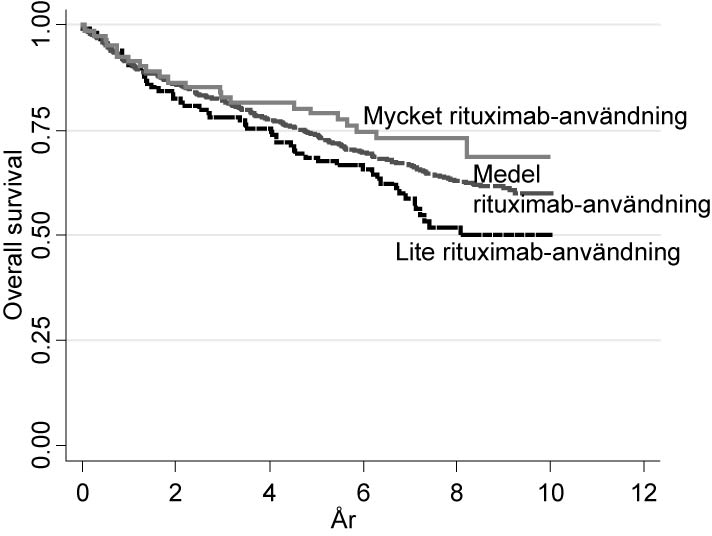 1.00
0.75
0.50
0.25
0.00
Overall survival
Mycket rituximab-användning
Medel
rituximab-användning
Lite rituximab-användning
0 2 4 6 8 10 12
År